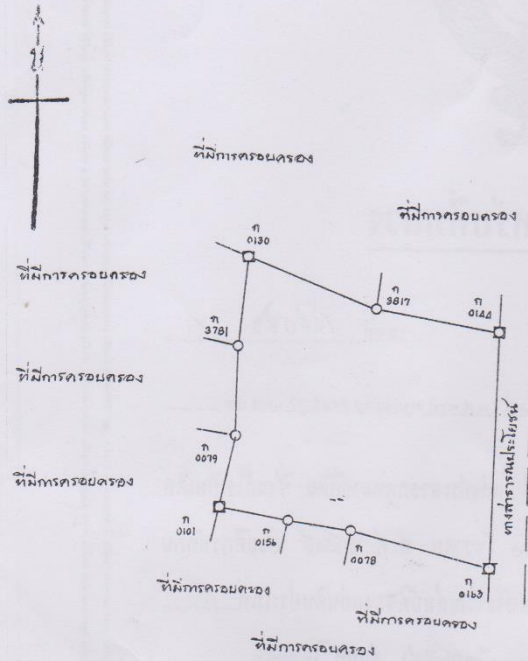 ที่มีการครอบครอง
ที่มีการครอบครอง
ก
0130
ที่มีการครอบครอง
ก
3817
ก
0144
ก
3781
ที่มีการครอบครอง
ทางสาธารณประโยชน์
ก
0079
ที่มีการครอบครอง
ก
0101
ก
0156
ก
0078
ก
0163
ที่มีการครอบครอง
ที่มีการครอบครอง
ที่มีการครอบครอง